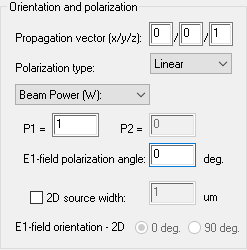 Orientation and polarization
Propagation vector (x/y/z): 0 / 0 / 1
Polarization type: Linear
Beam Power (W):
P1 = 1 P2 = 0
E1-field polarization angle: 0 deg.
2D source width: 1 um
E1-field orientation - 2D 0 deg. 90 deg.